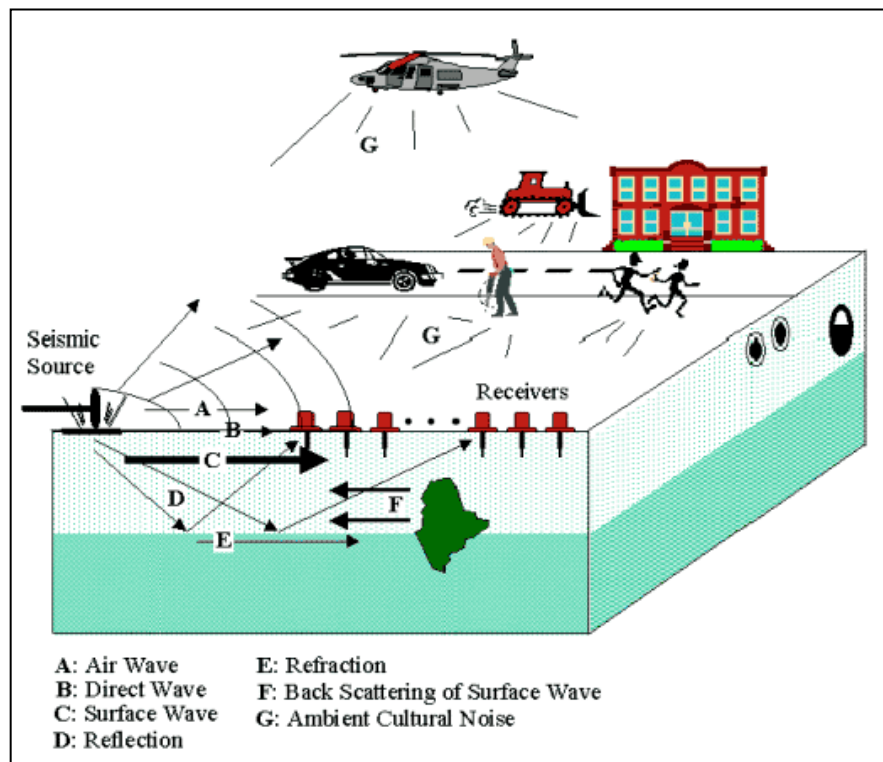 G
Seismic
Source
G
Receivers
A
B
C
D
F
E
A: Air Wave
B: Direct Wave
C: Surface Wave
D: Reflection
E: Refraction
F: Back Scattering of Surface Wave
G: Ambient Cultural Noise